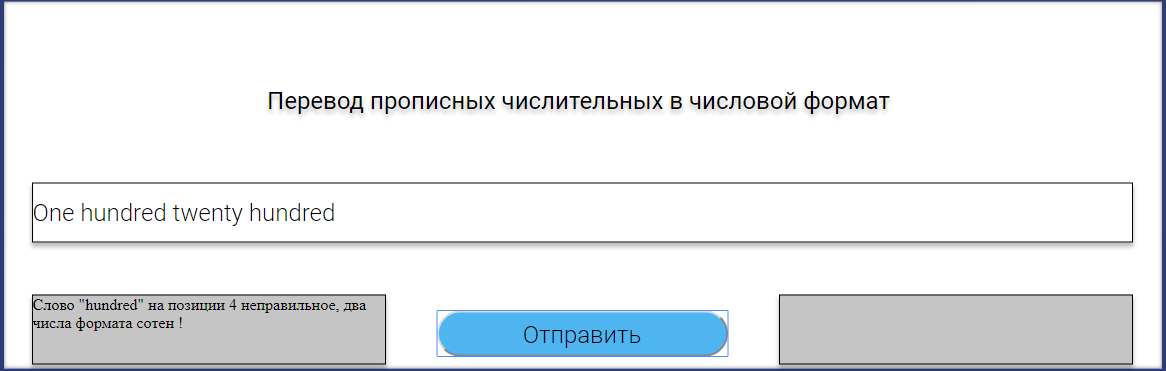 Перевод прописных числительных в числовой формат
One hundred twenty hundred
Слово "hundred" на позиции 4 неправильное, два
числа формата сотен !
Отправить